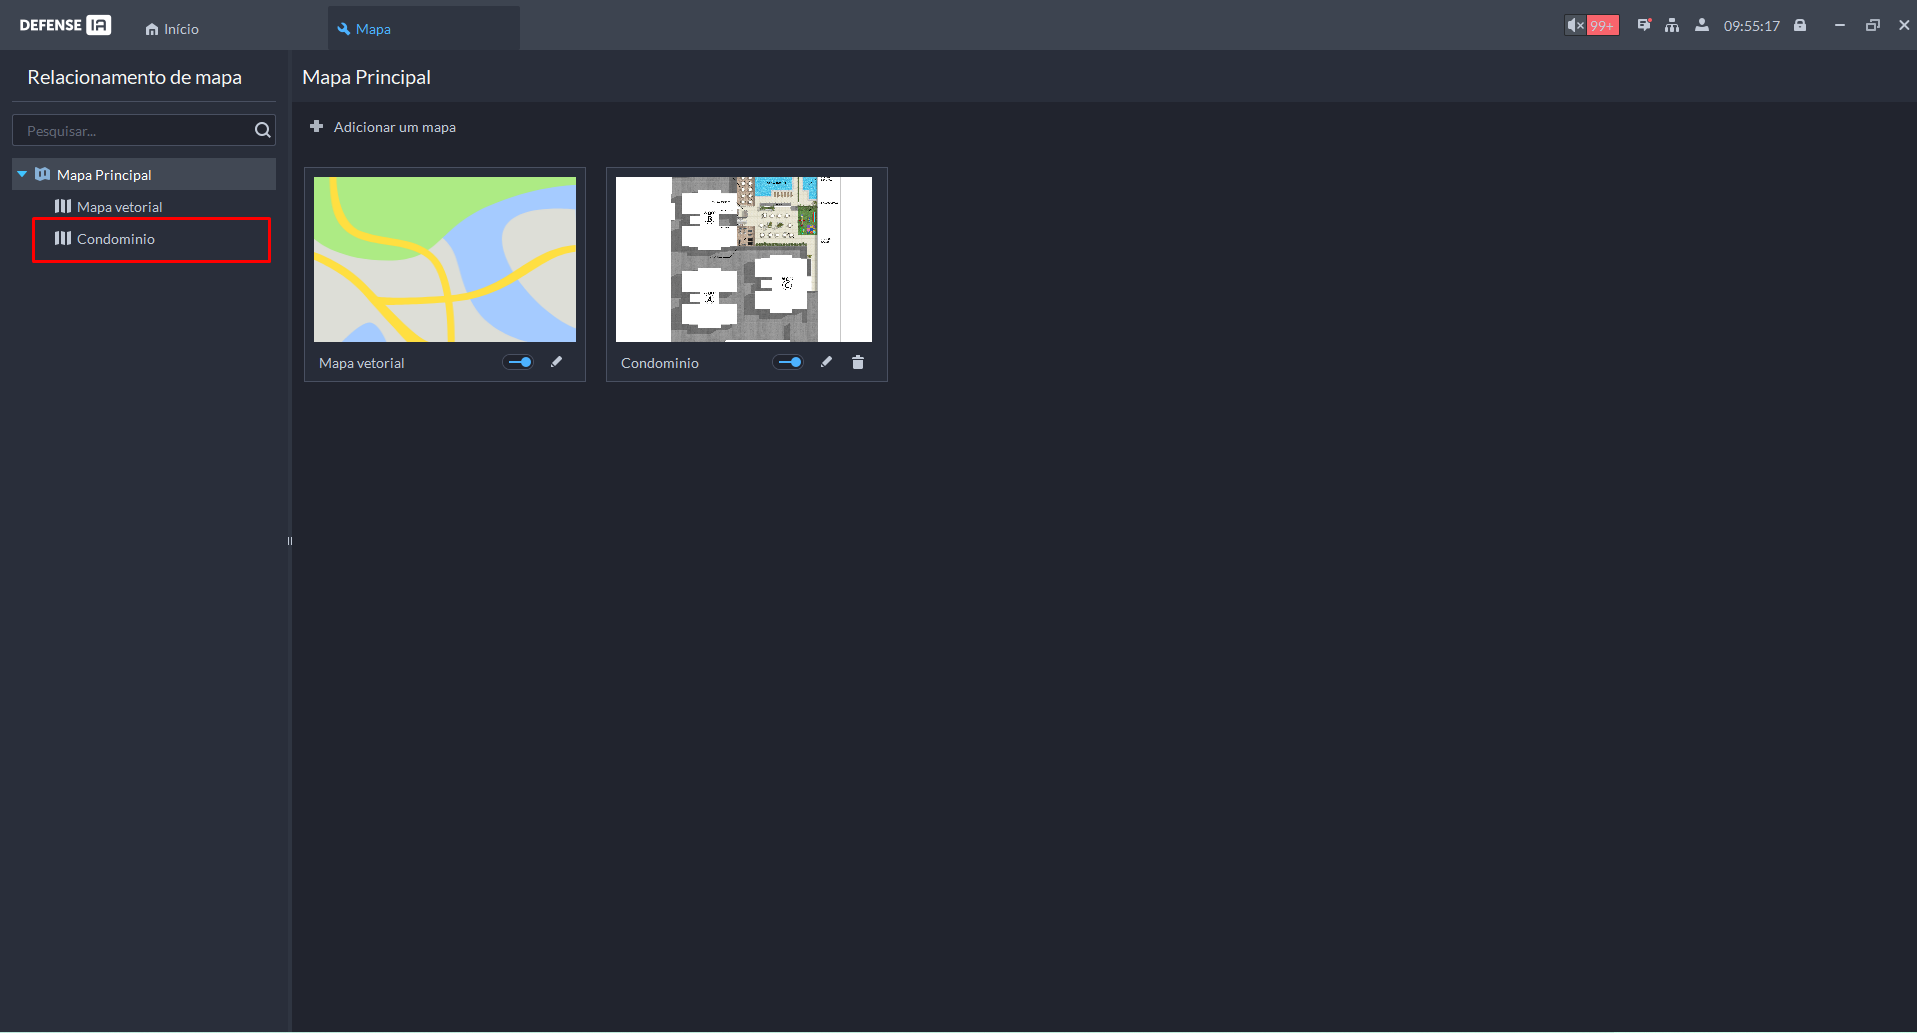 DEFENSE IA
Início
Mapa
99+
09:55:17
Relacionamento de mapa
Mapa Principal
Pesquisar...
Adicionar um mapa
Mapa Principal
Mapa vetorial
Condominio
B
A
C
Mapa vetorial
Condominio